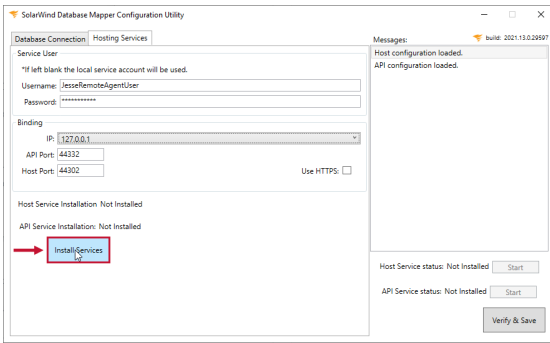 SolarWind Database Mapper Configuration Utility
Database Connection
Hosting Services
Service User
*If left blank the local service account will be used.
Username: JesseRemoteAgentUser
Password: ***********
Binding
IP: 127.0.0.1
API Port: 44332
Host Port: 44302
Use HTTPS:
Host Service Installation Not Installed
API Service Installation: Not Installed
Install Services
Messages:
build: 2021.13.0.29597
Host configuration loaded.
API configuration loaded.
Host Service status: Not Installed Start
API Service status: Not Installed Start
Verify & Save